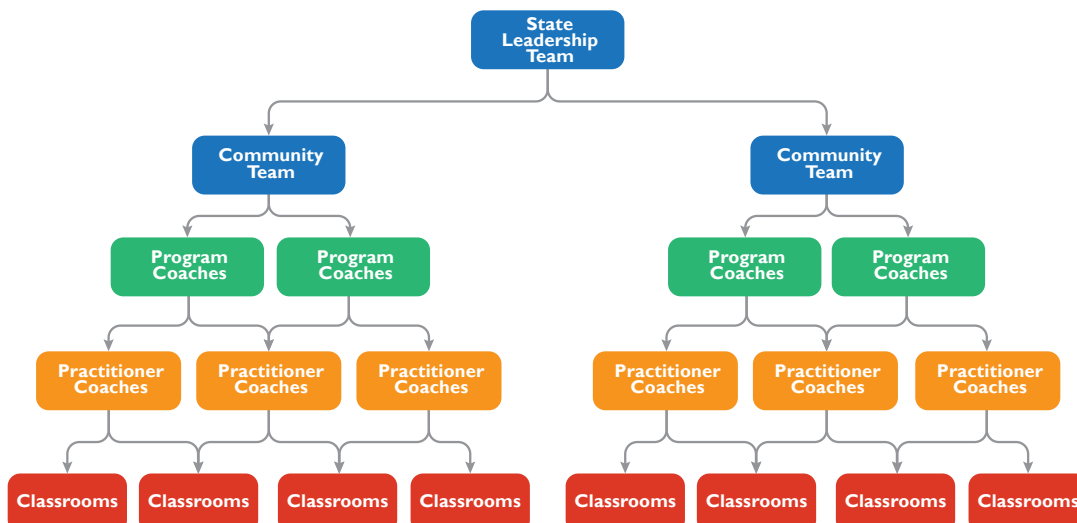 State
Leadership
Team
Community
Team
Community
Team
Program
Coaches
Program
Coaches
Program
Coaches
Program
Coaches
Practitioner
Coaches
Practitioner
Coaches
Practitioner
Coaches
Practitioner
Coaches
Practitioner
Coaches
Practitioner
Coaches
Classrooms
Classrooms
Classrooms
Classrooms
Classrooms
Classrooms
Classrooms
Classrooms